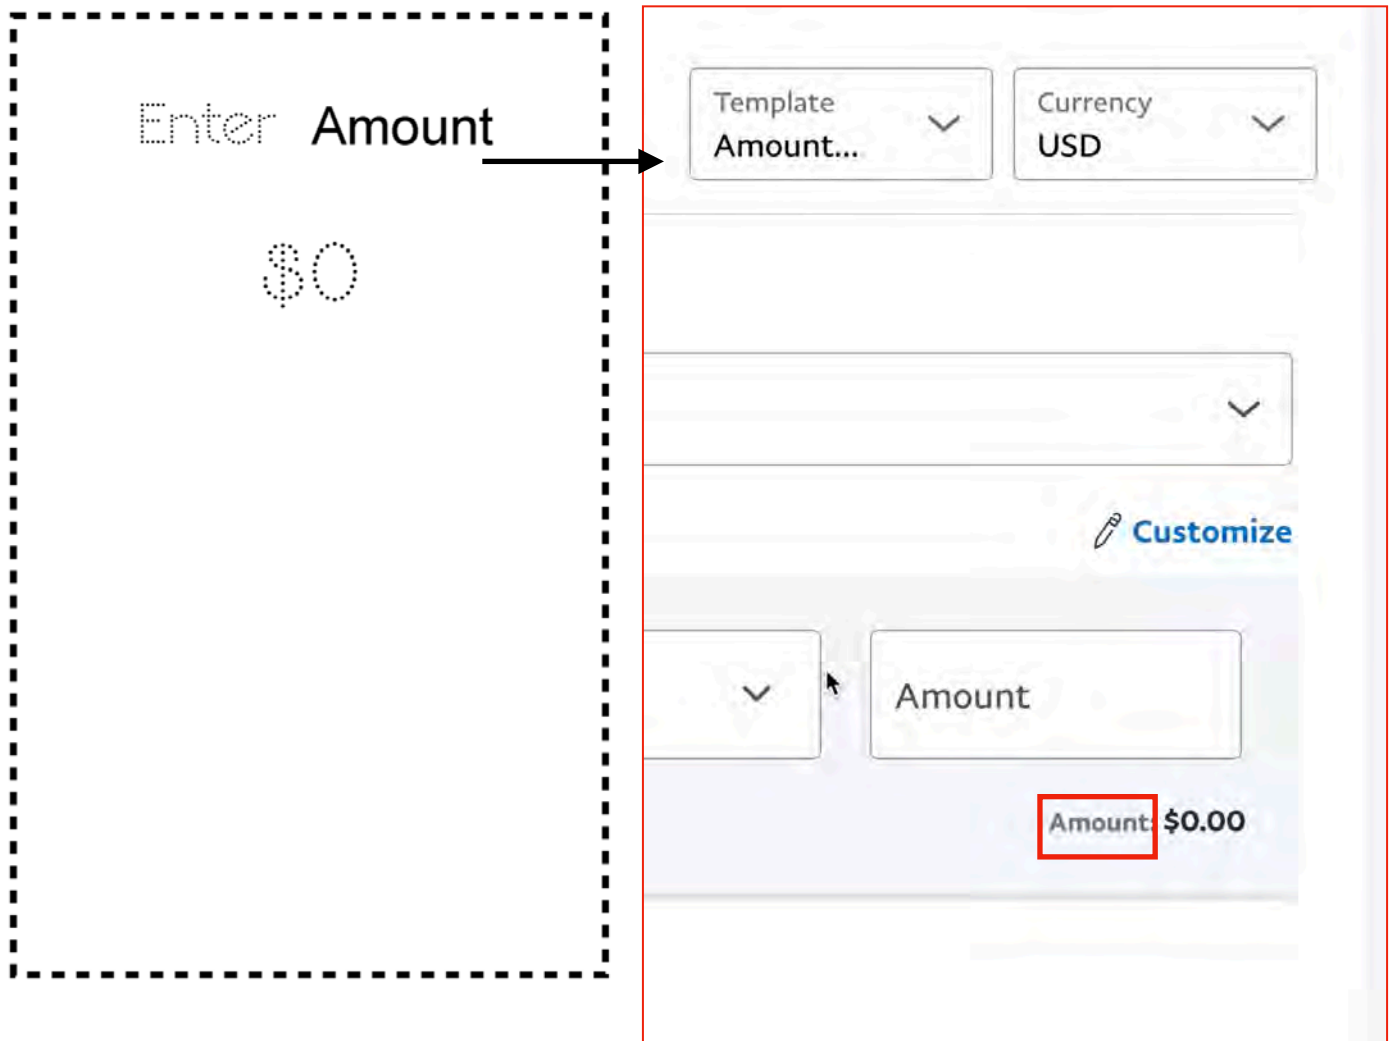 Enter Amount
$0
Template
Amount...
Currency
USD
Customize
Amount
Amount: $0.00